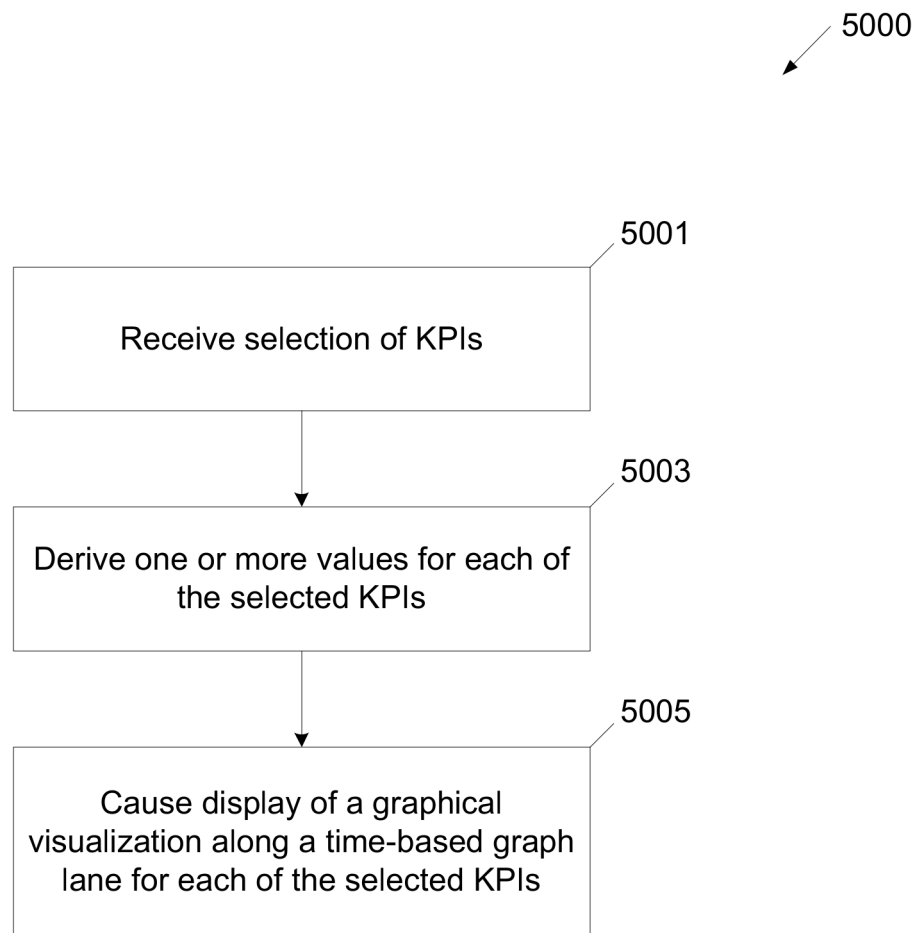 5000
5001
Receive selection of KPIs
5003
Derive one or more values for each of
the selected KPIs
5005
Cause display of a graphical
visualization along a time-based graph
lane for each of the selected KPIs